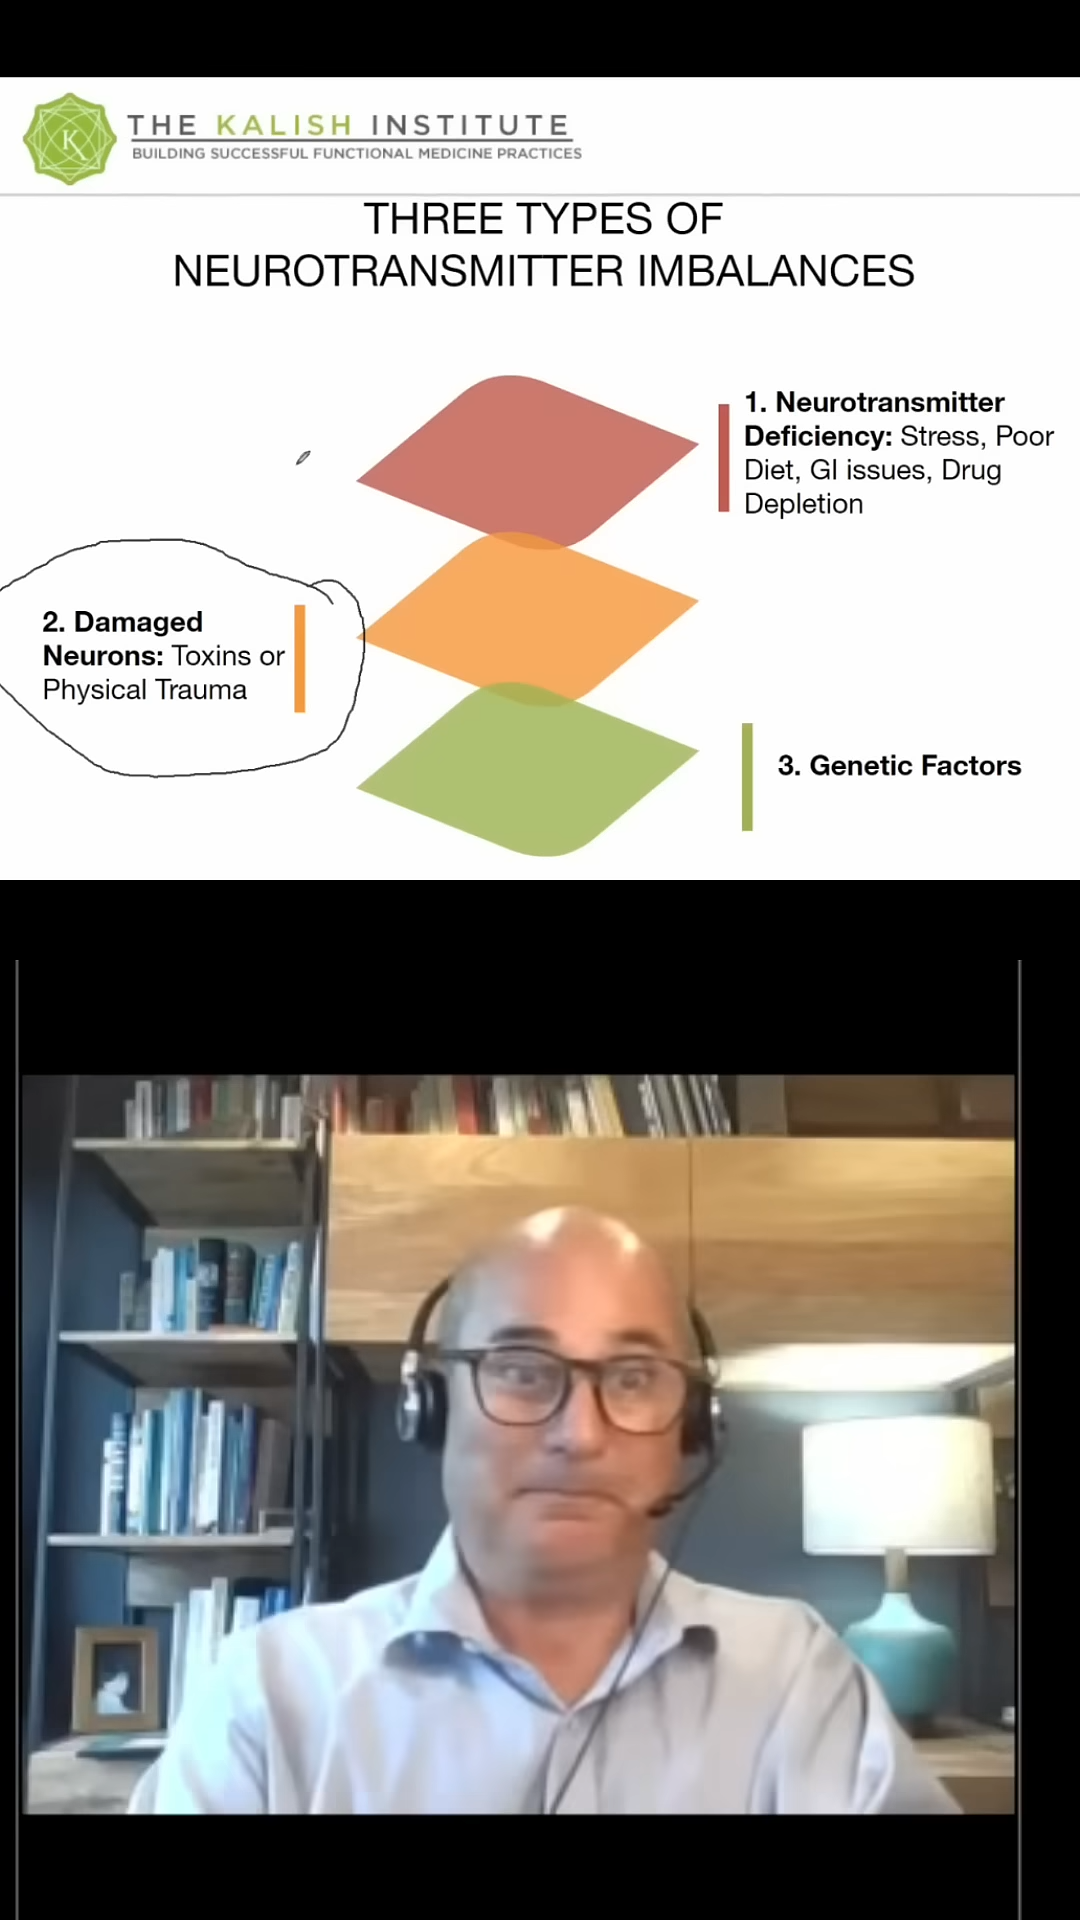 K
THE KALISH INSTITUTE
BUILDING SUCCESSFUL FUNCTIONAL MEDICINE PRACTICES
THREE TYPES OF
NEUROTRANSMITTER IMBALANCES
1. Neurotransmitter
Deficiency: Stress, Poor
Diet, GI issues, Drug
Depletion
2. Damaged
Neurons: Toxins or
Physical Trauma
3. Genetic Factors